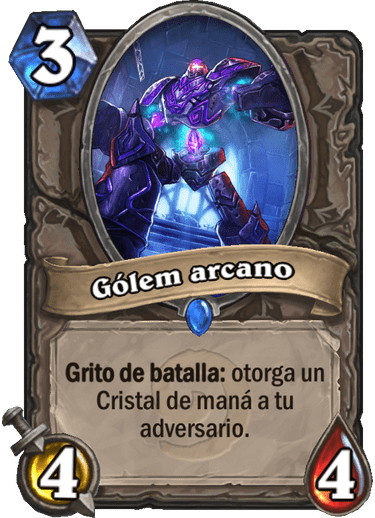 3
Gólem arcano
Grito de batalla: otorga un
Cristal de maná a tu
adversario.
4
4